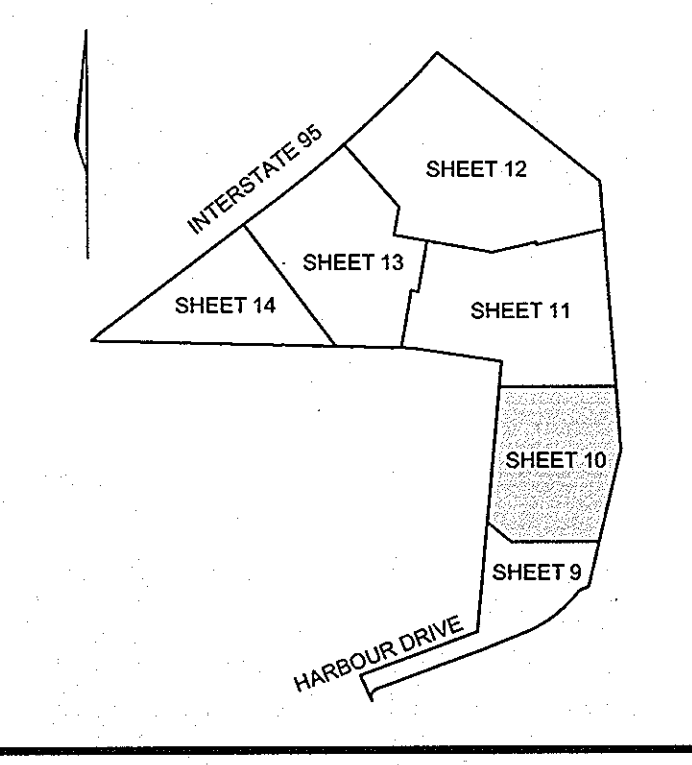 INTERSTATE 95
SHEET 12
SHEET 13
SHEET 14
SHEET 11
SHEET 10
SHEET 9
HARBOUR DRIVE